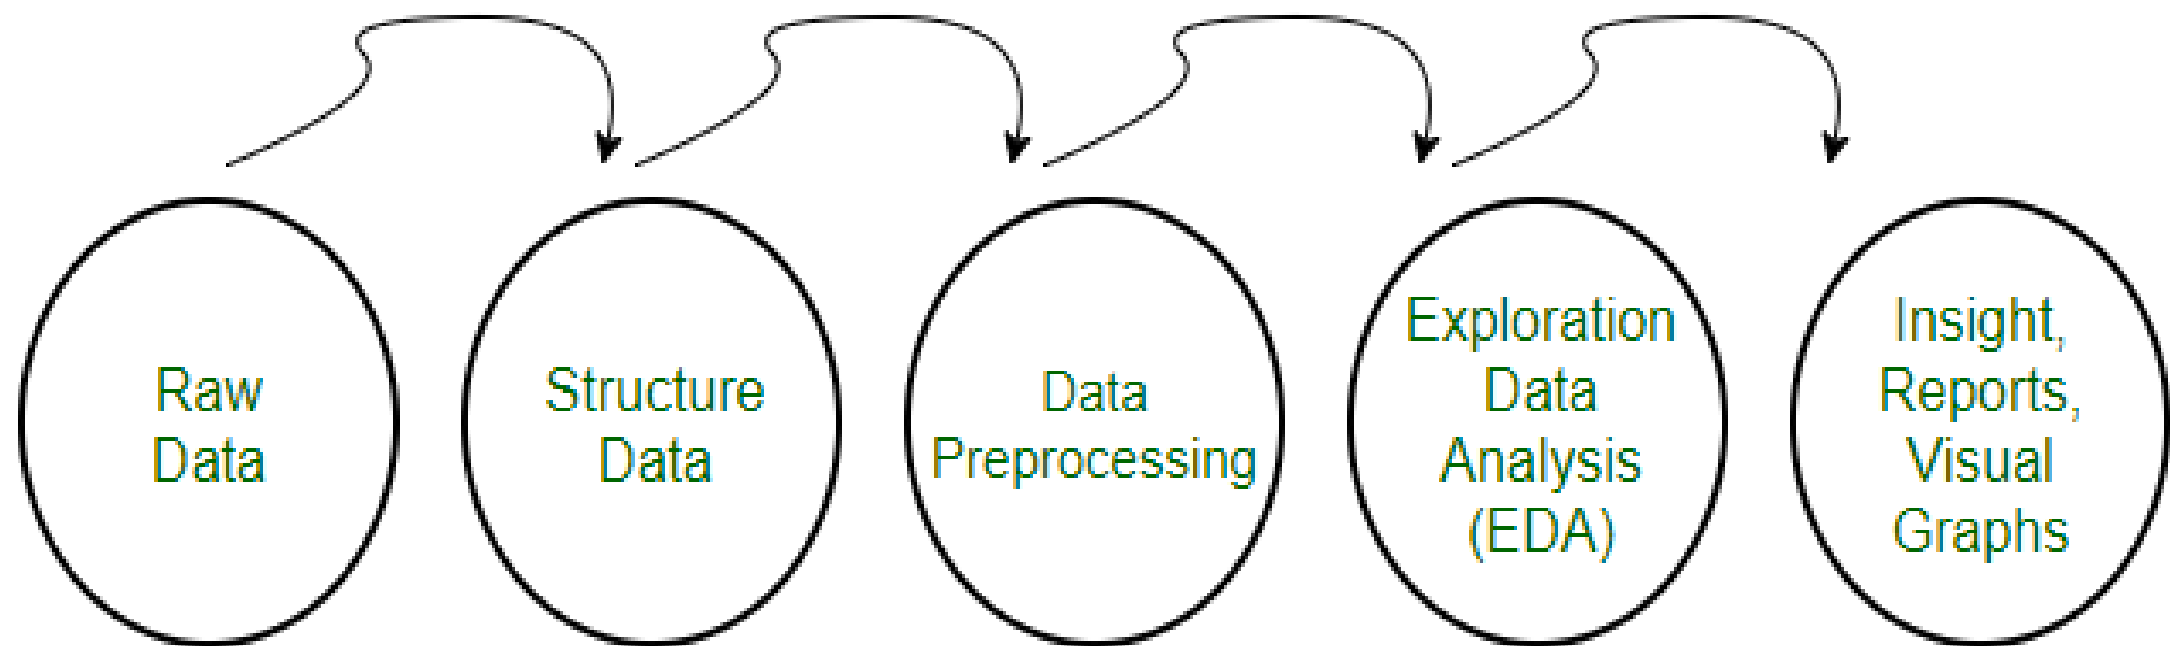 Raw
Data
Structure
Data
Data
Preprocessing
Exploration
Data
Analysis
(EDA)
Insight,
Reports,
Visual
Graphs